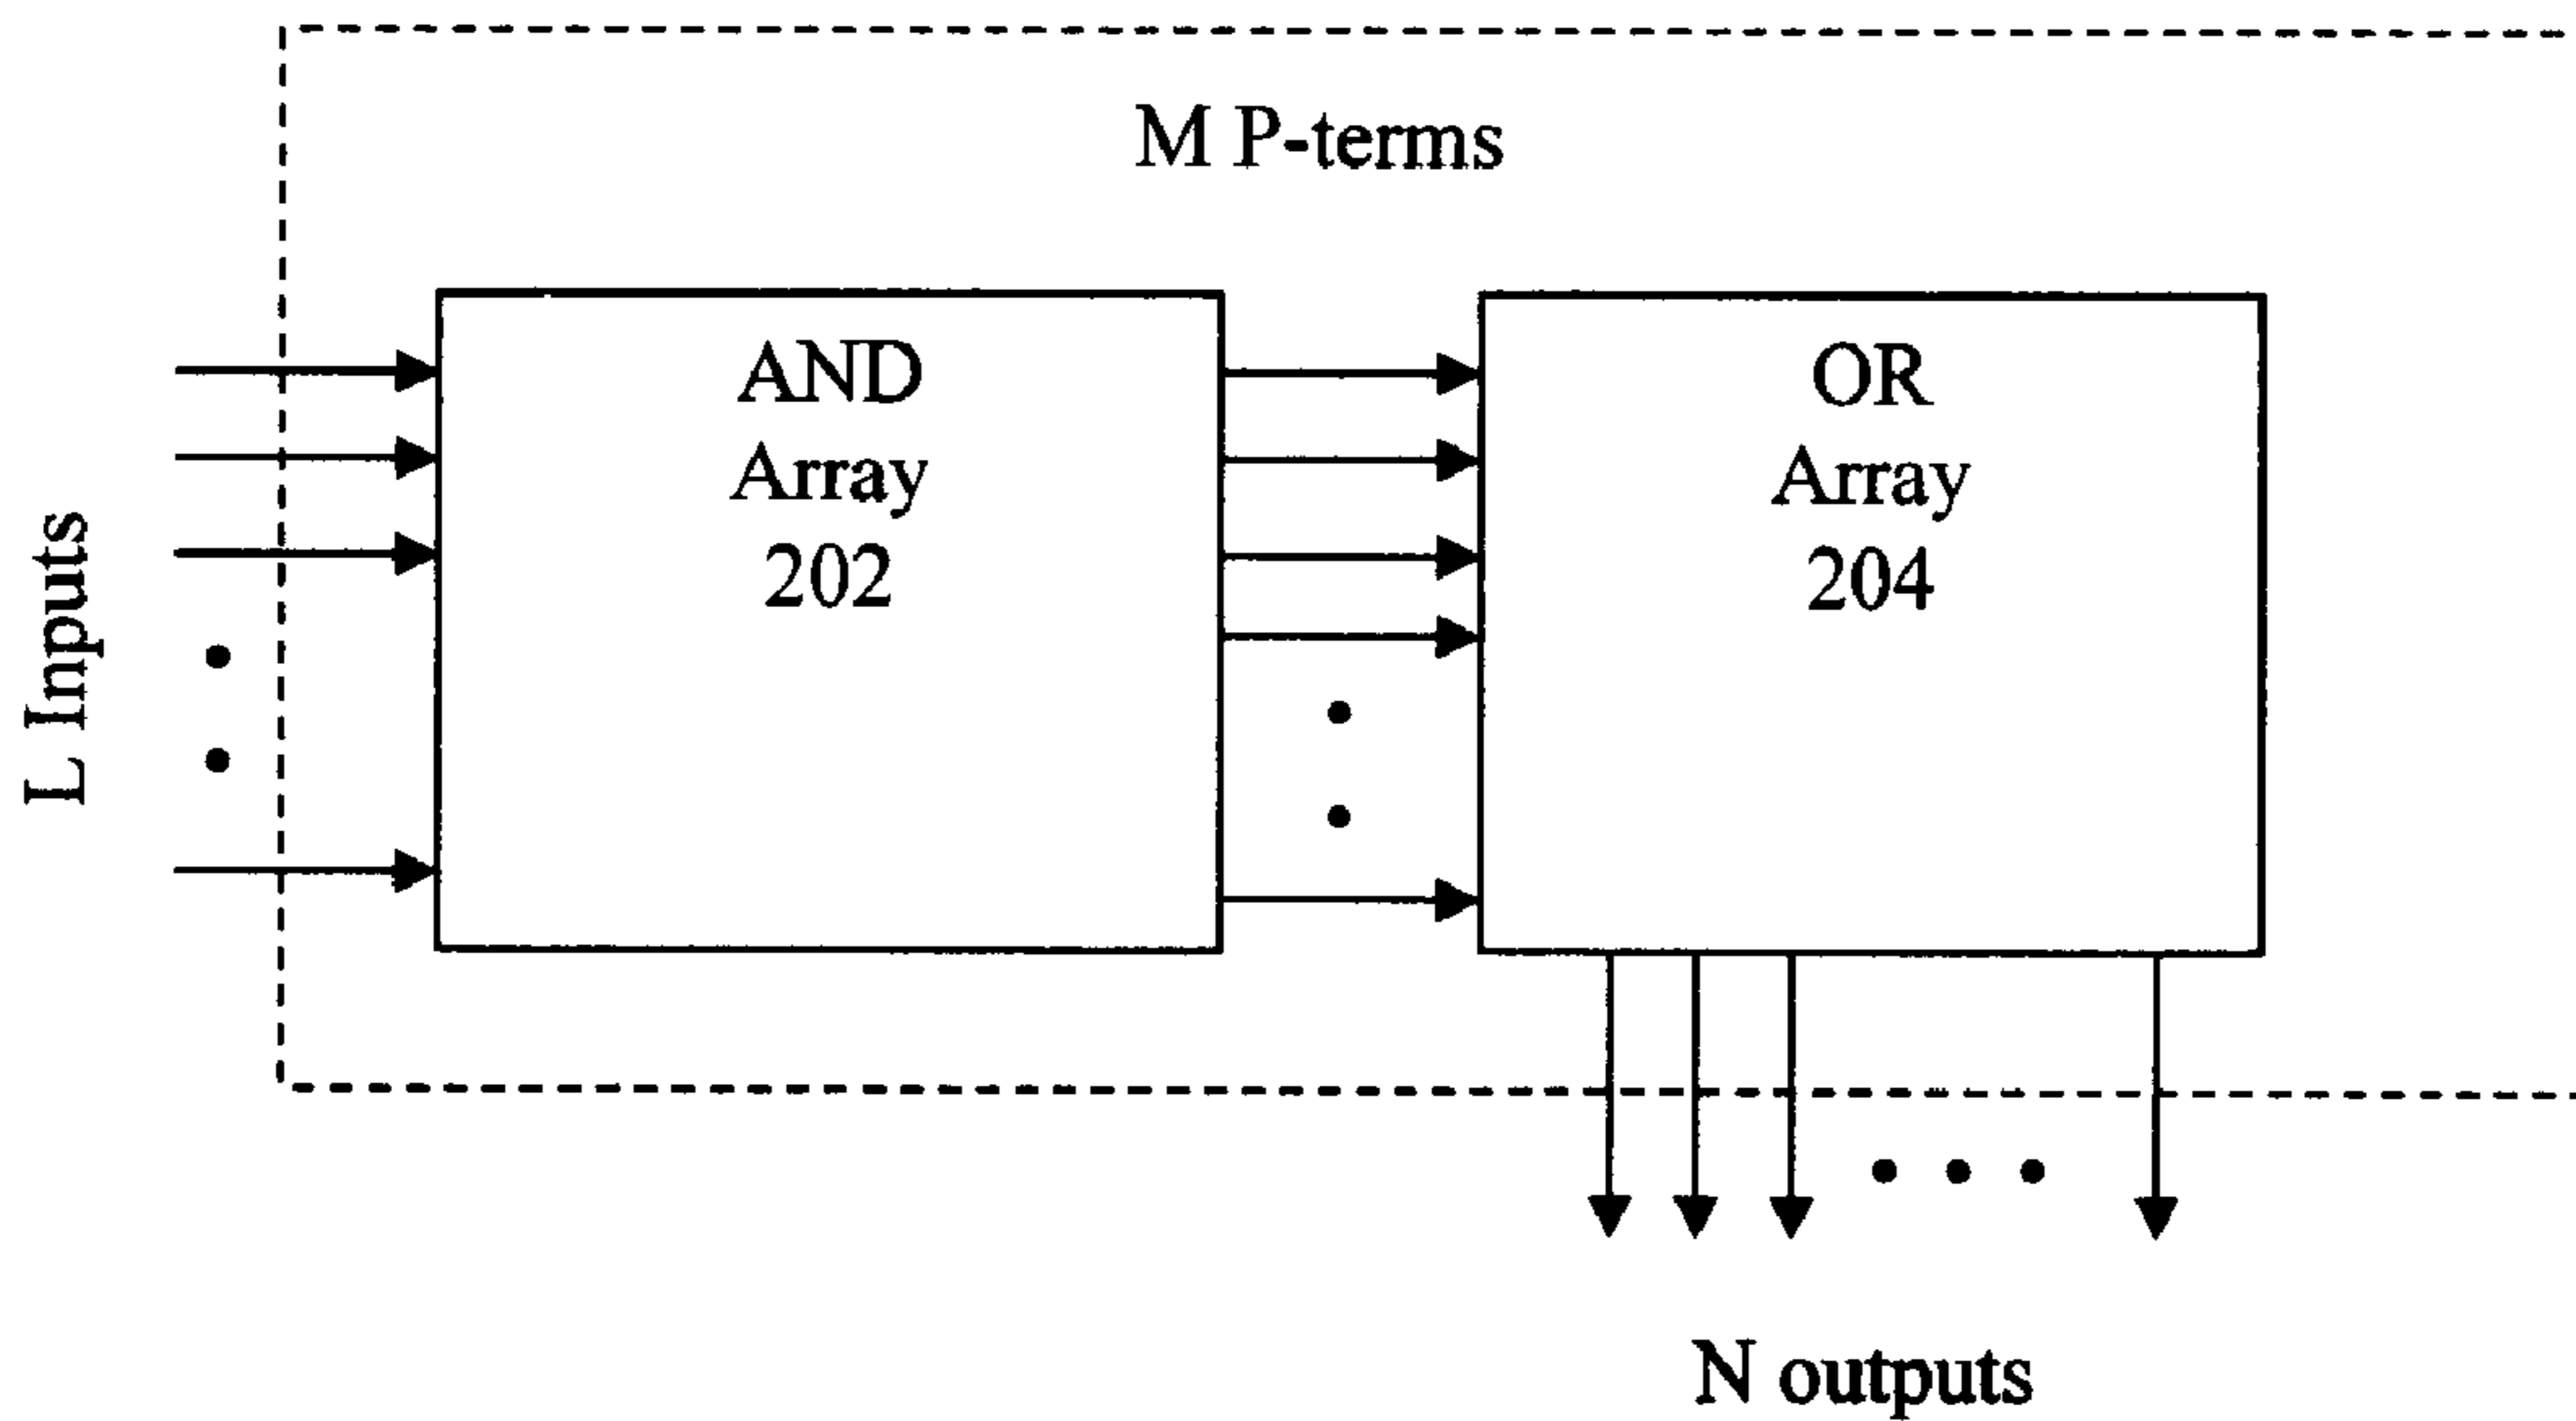 M P-terms
L Inputs
AND
Array
202
OR
Array
204
N outputs